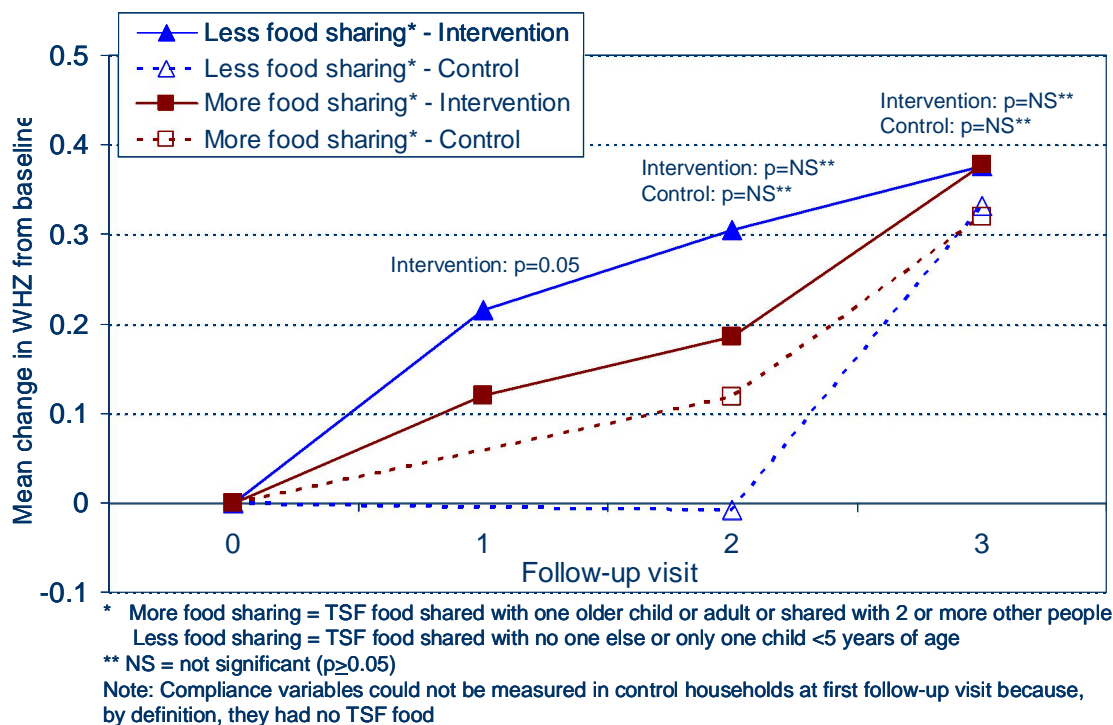 Less food sharing* - Intervention
Less food sharing* - Control
More food sharing* - Intervention
More food sharing* - Control
Mean change in WHZ from baseline
0.5
0.4
0.3
0.2
0.1
0
-0.1
Intervention: p=NS**
Control: p=NS**
Intervention: p=NS**
Control: p=NS**
Intervention: p=0.05
0 1 2 3
Follow-up visit
* More food sharing = TSF food shared with one older child or adult or shared with 2 or more other people
Less food sharing = TSF food shared with no one else or only one child <5 years of age
** NS = not significant (p≥0.05)
Note: Compliance variables could not be measured in control households at first follow-up visit because,
by definition, they had no TSF food